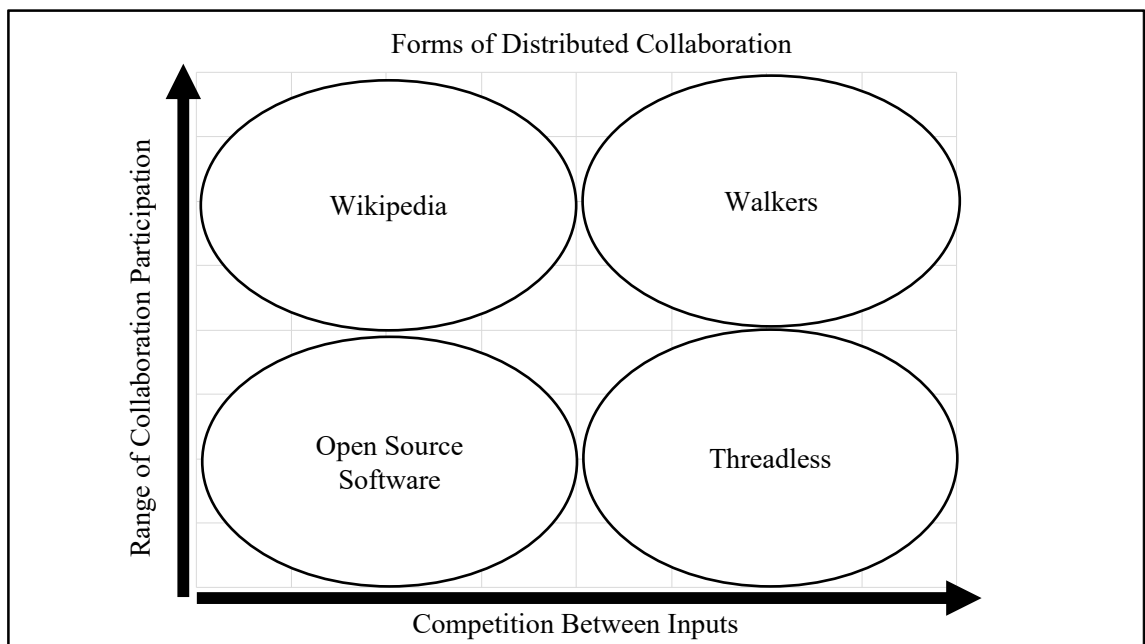 Forms of Distributed Collaboration
Range of Collaboration Participation
Wikipedia
Walkers
Open Source
Software
Threadless
Competition Between Inputs